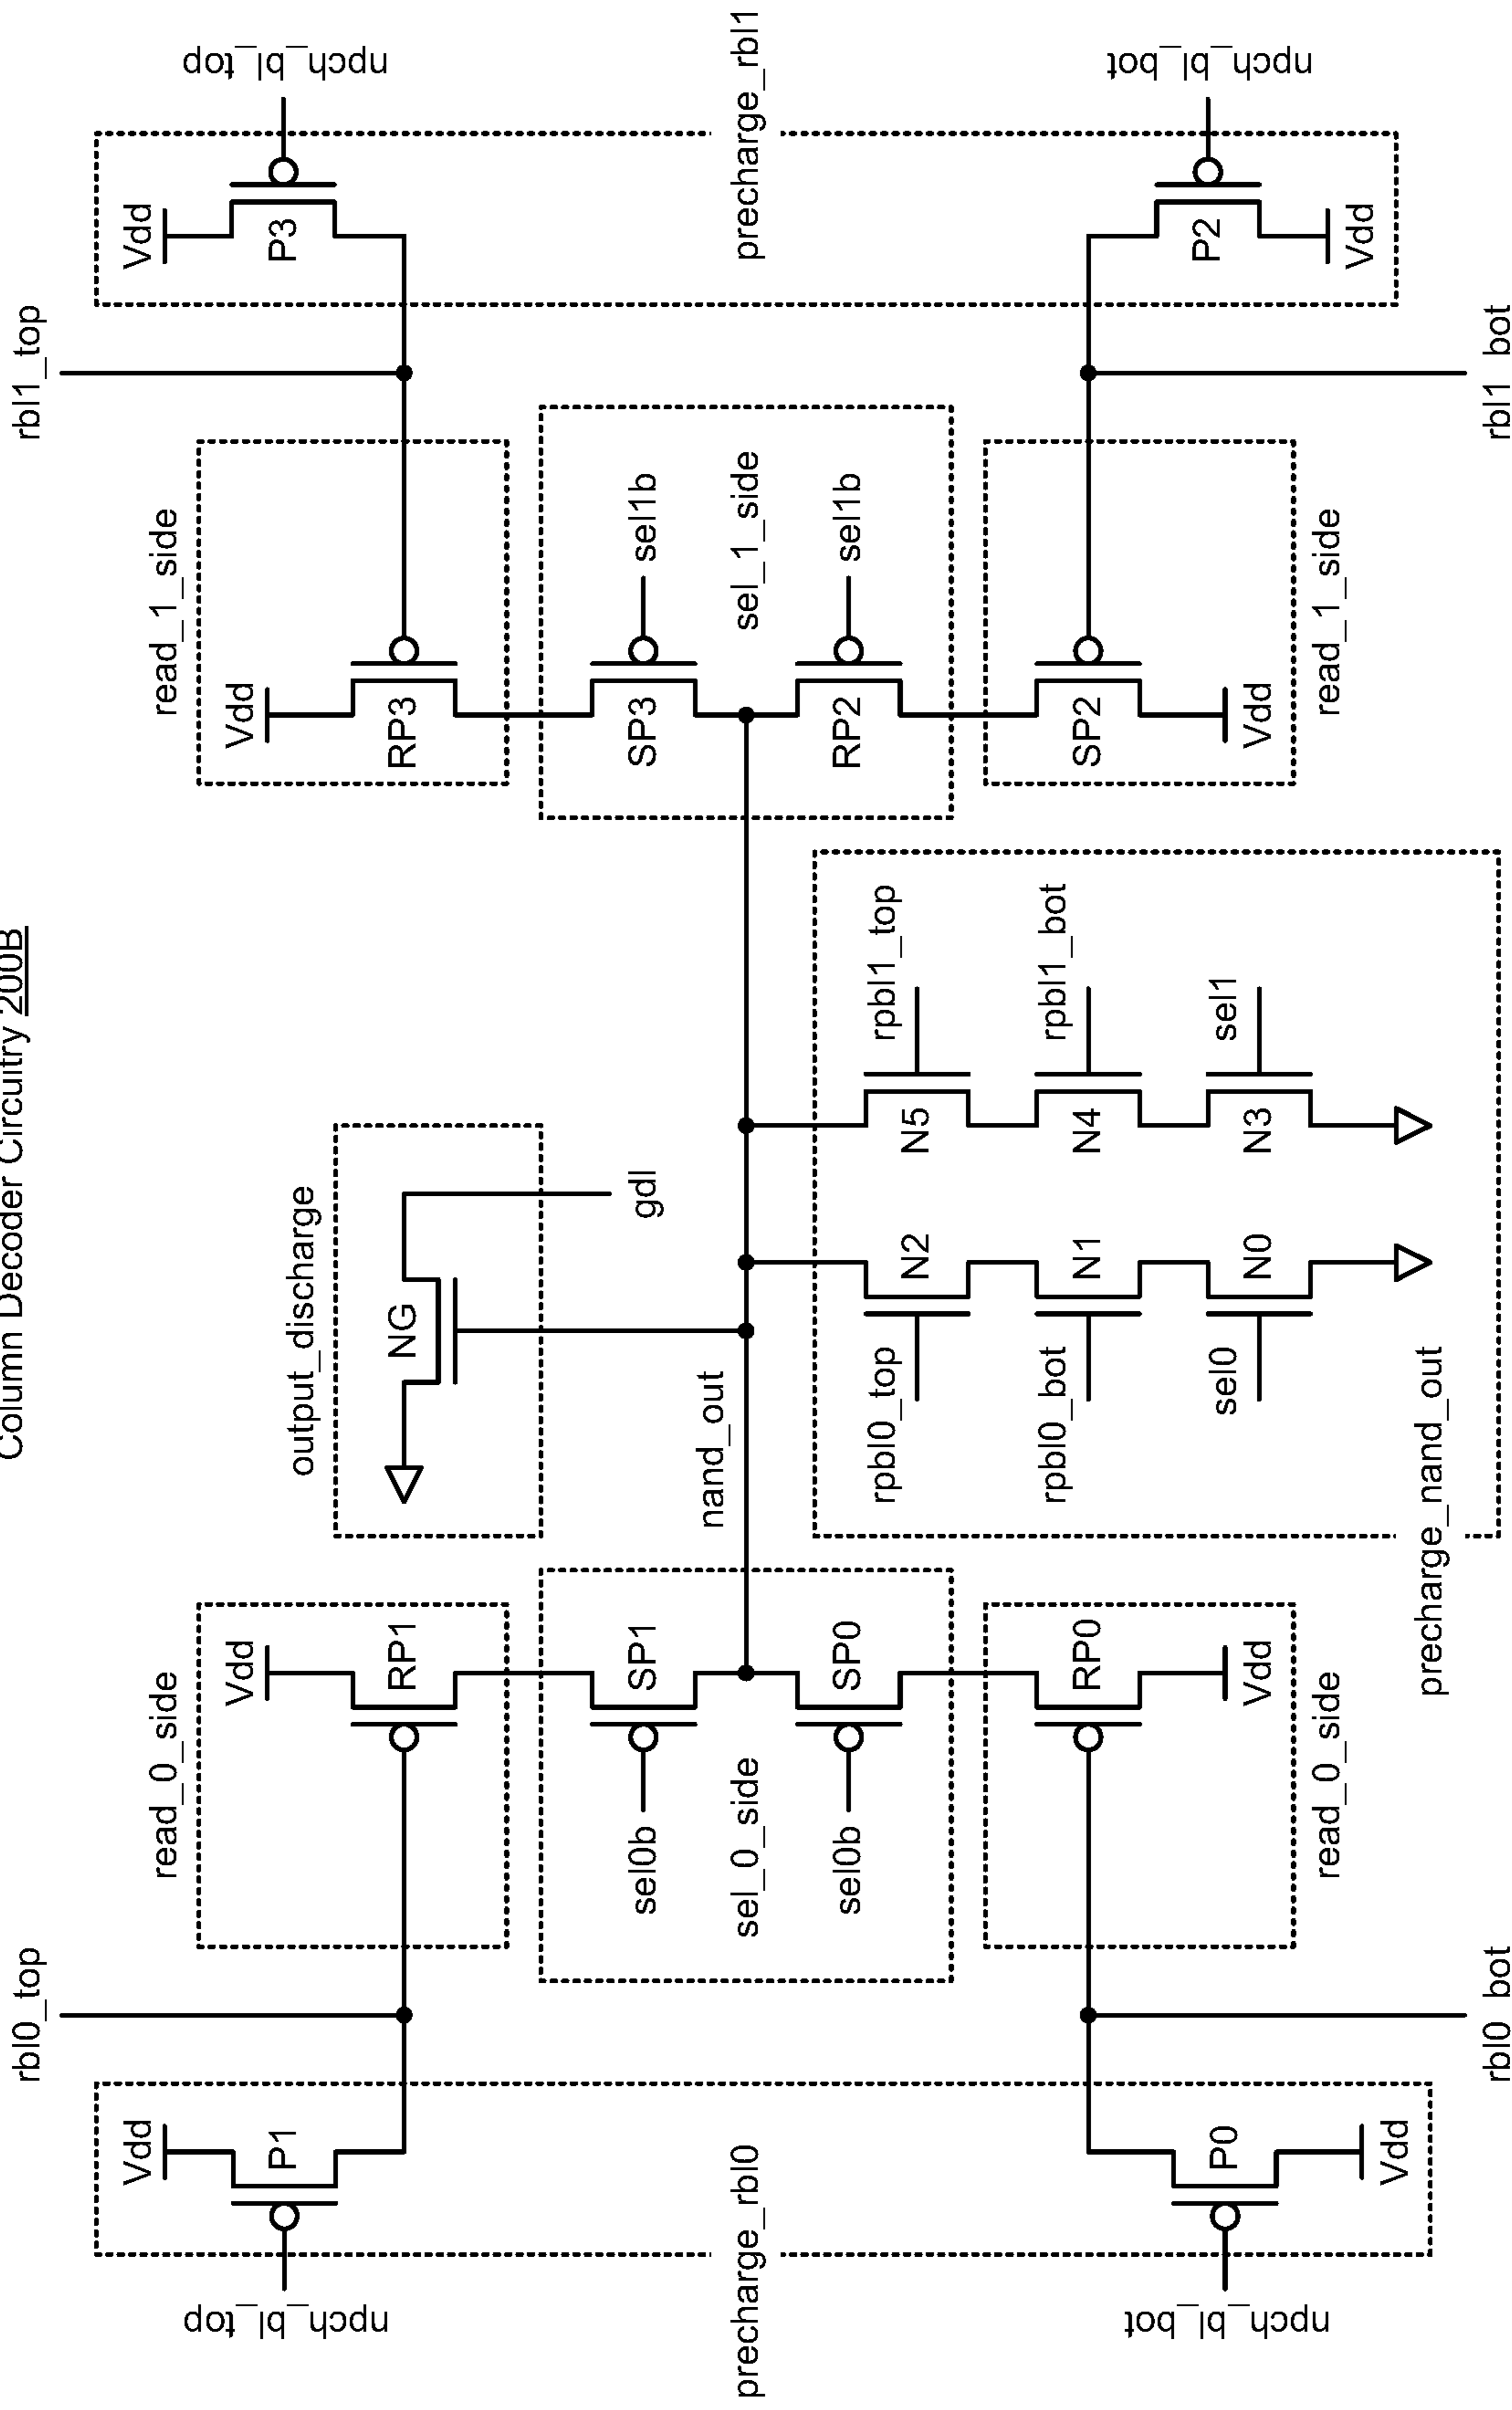 Column Decoder Circuitry 200B
rbl0_top
rbl1_top
npch_bl_top
Vdd
P1
read_0_side
Vdd
RP1
output_discharge
NG
gdl
read_1_side
Vdd
RP3
Vdd
P3
npch_bl_top
precharge_rbl0
sel0b
SP1
sel_0_side
sel0b
SP0
nand_out
SP3
sel1b
sel_1_side
RP2
sel1b
precharge_rbl1
rpbl0_top
N2
N5
rpbl1_top
rpbl0_bot
N1
N4
rpbl1_bot
sel0
N0
N3
sel1
precharge_nand_out
RP0
Vdd
read_0_side
SP2
Vdd
read_1_side
npch_bl_bot
P0
Vdd
P2
Vdd
npch_bl_bot
rbl0_bot
rbl1_bot